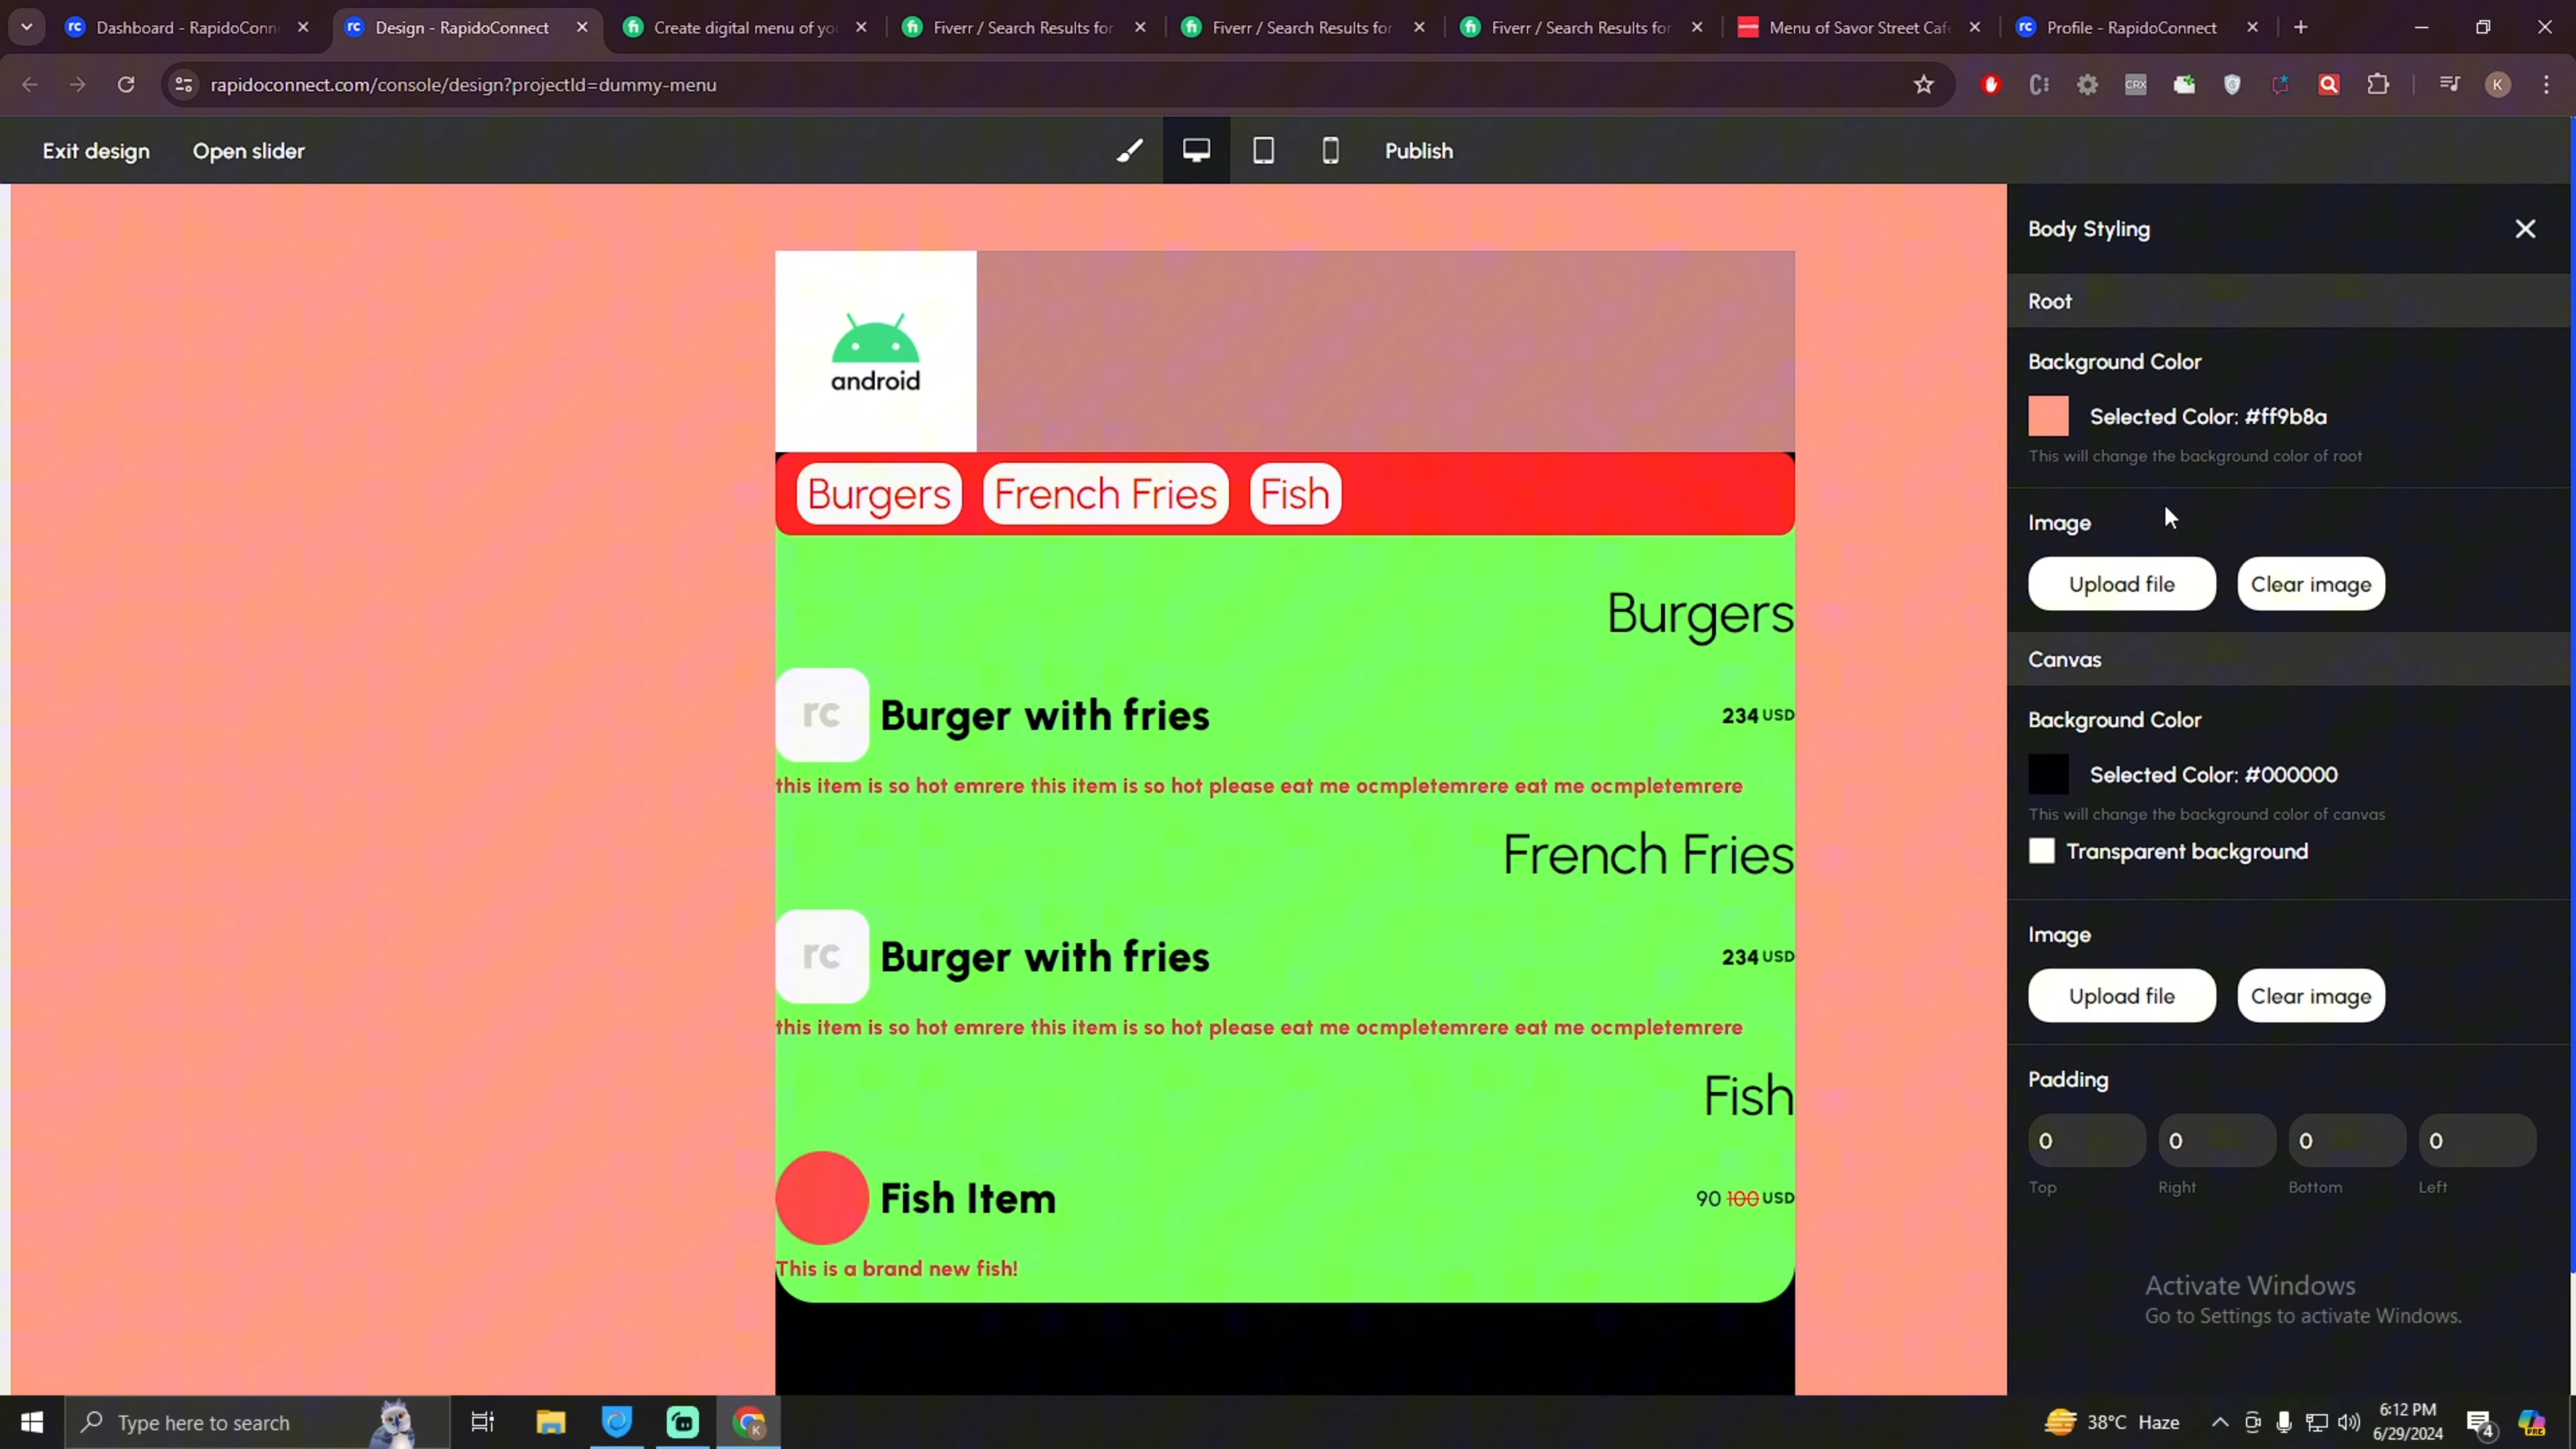 Dashboard - RapidoConne
Design - RapidoConnect
Create digital menu of yo
Fiverr / Search Results for
Fiverr / Search Results for
Fiverr / Search Results for
Menu of Savor Street Café
Profile - RapidoConnect
rapidoconnect.com/console/design?projectId=dummy-menu
CRX
K
Exit design
Open slider
Publish
android
Burgers
French Fries
Fish
Burgers
rc
Burger with fries
234 USD
this item is so hot emrere this item is so hot please eat me ocmpletemrere eat me ocmpletemrere
French Fries
rc
Burger with fries
234 USD
this item is so hot emrere this item is so hot please eat me ocmpletemrere eat me ocmpletemrere
Fish
Fish Item
90 100 USD
This is a brand new fish!
Body Styling
Root
Background Color
Selected Color: #ff9b8a
This will change the background color of root
Image
Upload file
Clear image
Canvas
Background Color
Selected Color: #000000
This will change the background color of canvas
Transparent background
Image
Upload file
Clear image
Padding
0
0
0
0
Top
Right
Bottom
Left
Activate Windows
Go to Settings to activate Windows.
Type here to search
38°C Haze
6:12 PM
6/29/2024
4
PRE